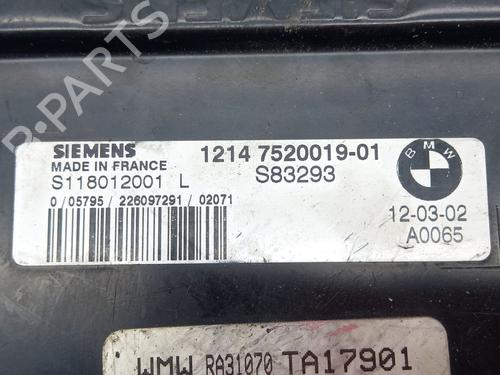 SIEMENS
B-PARTS
SIEMENS 1214 7520019-01
MADE IN FRANCE
S118012001 L S83293
0 / 05795 / 226097291 / 02071
BMW
12-03-02
A0065
WMW RA31070 TA17901